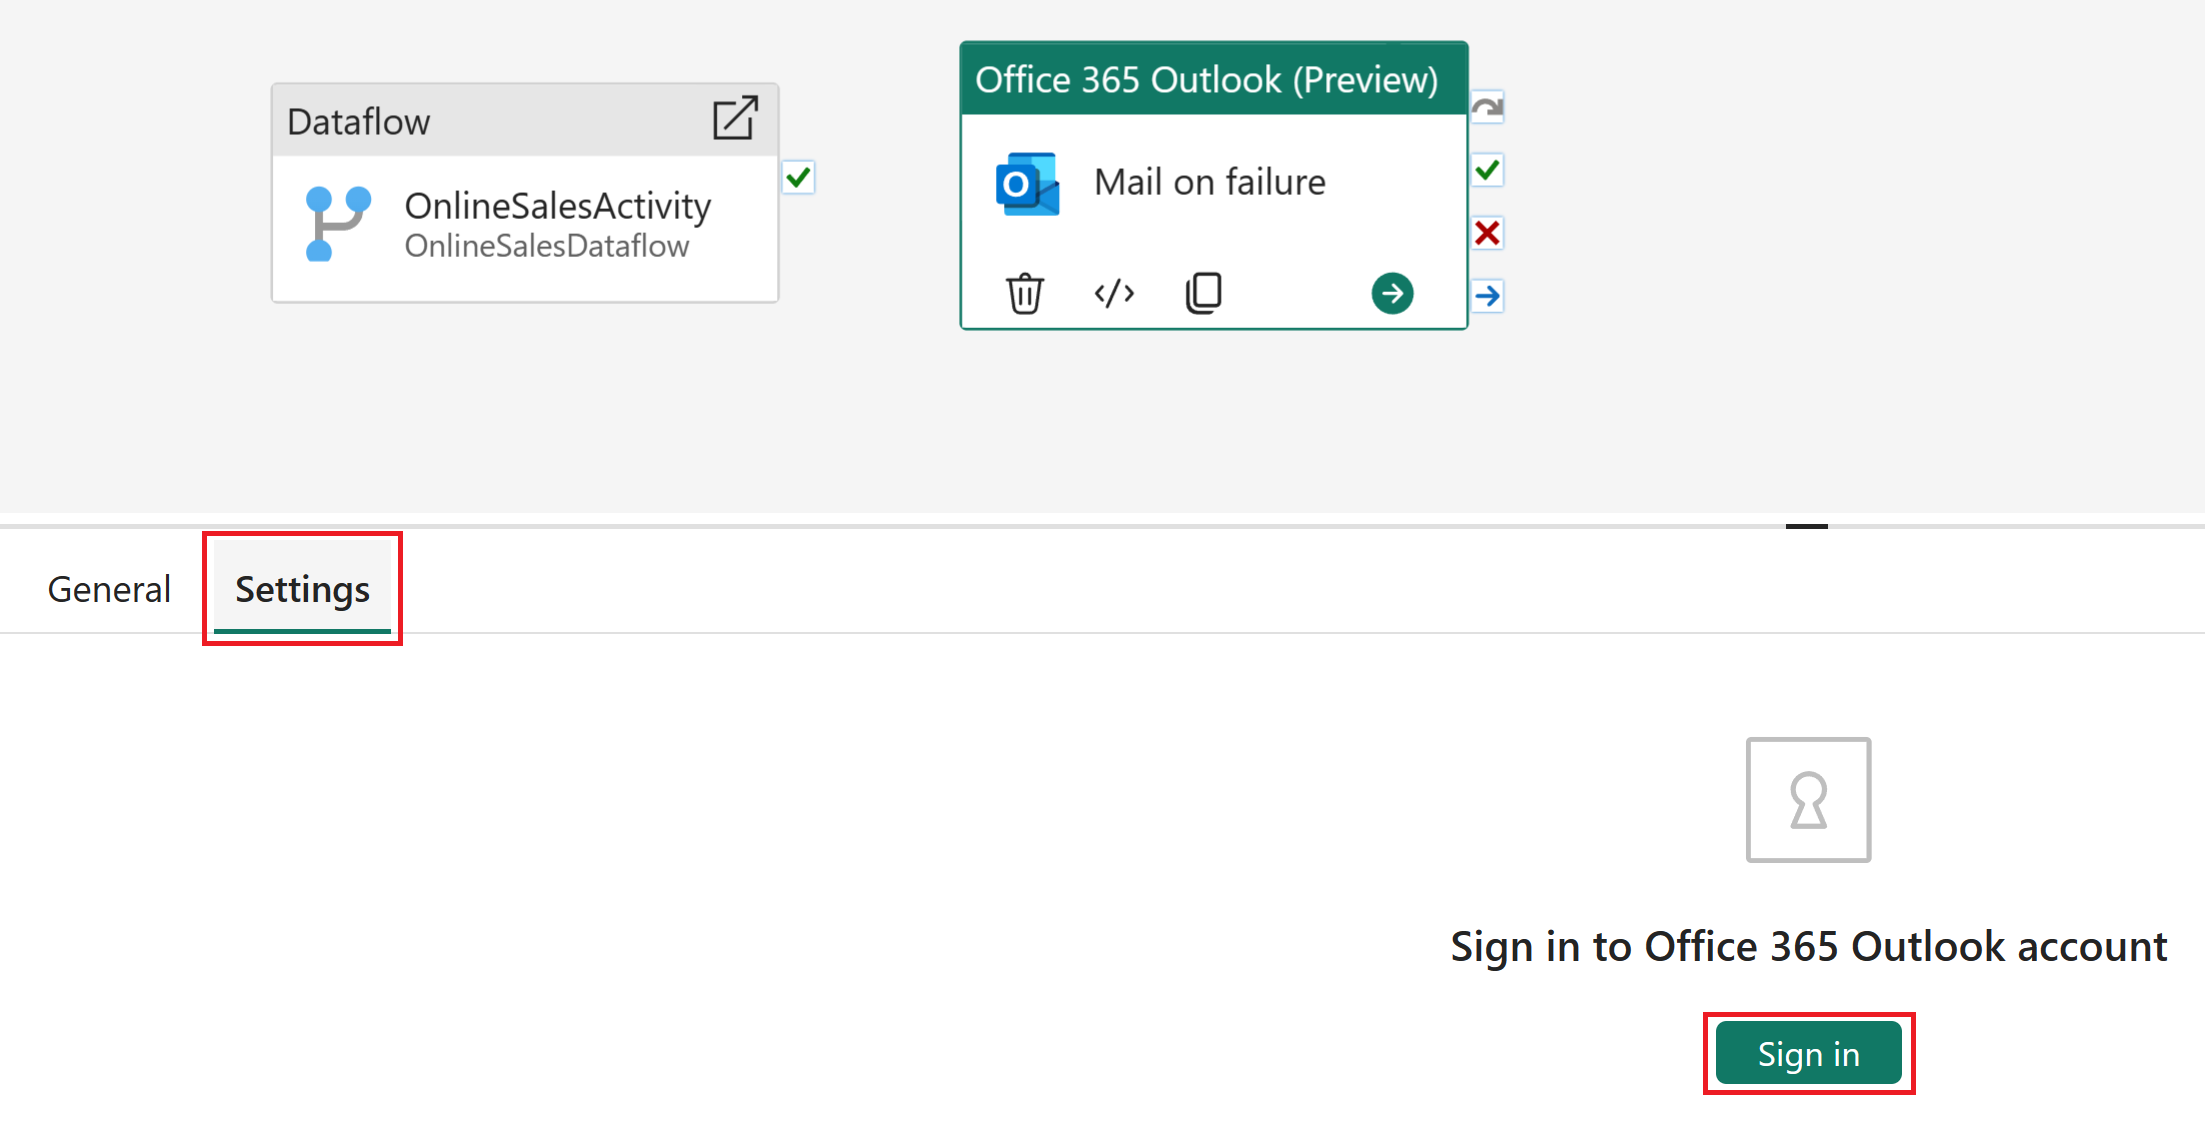 Dataflow
OnlineSalesActivity
OnlineSalesDataflow
Office 365 Outlook (Preview)
Mail on failure
General
Settings
Sign in to Office 365 Outlook account
Sign in